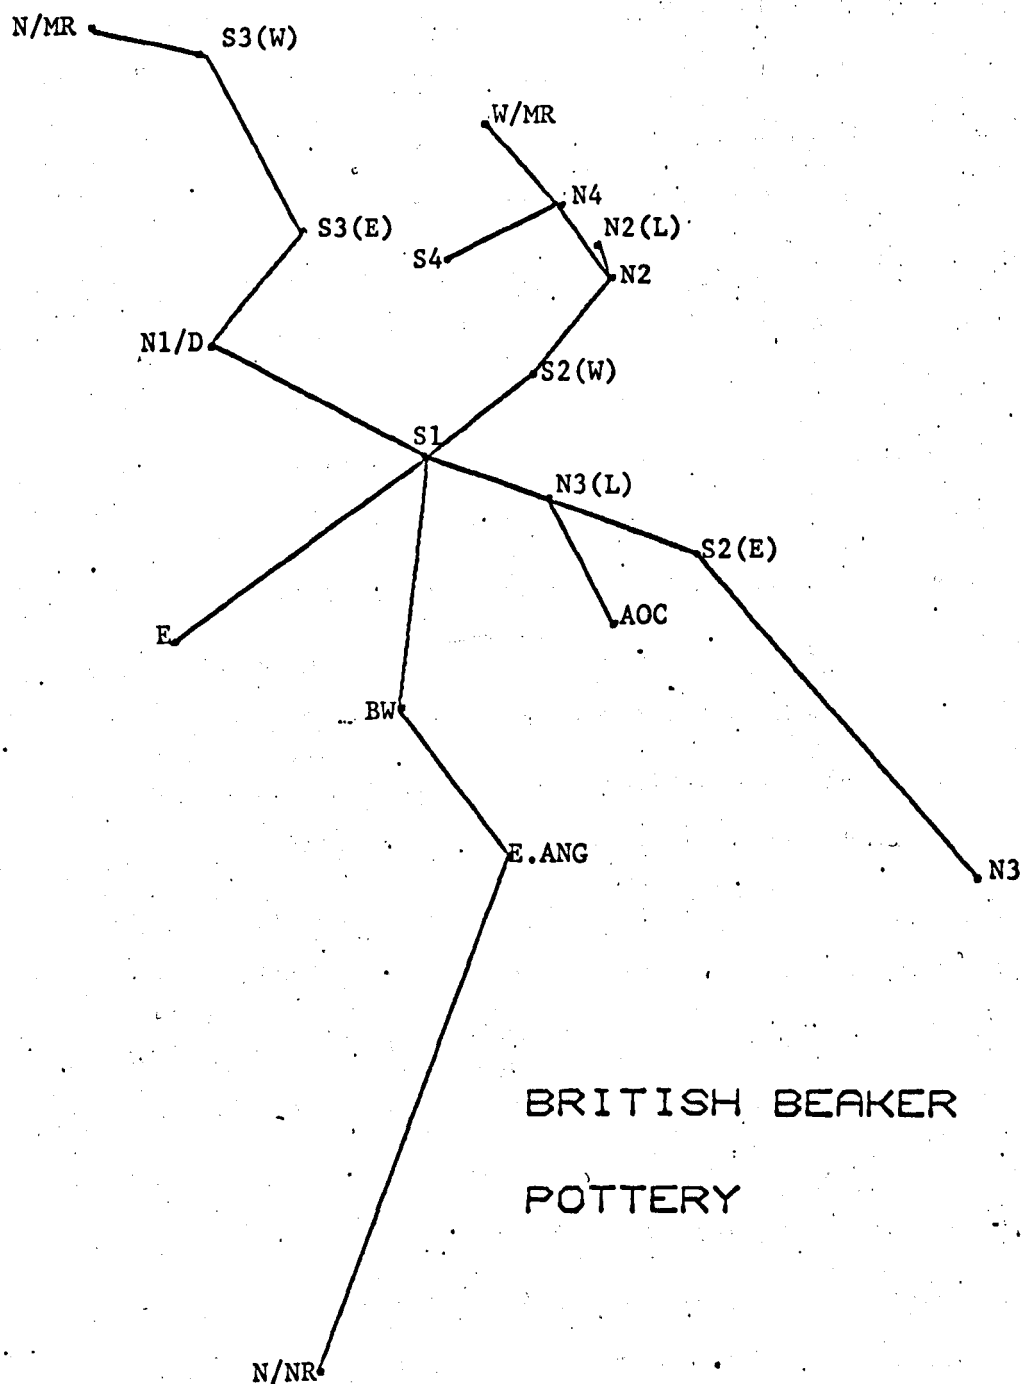 N/MR
S3(W)
W/MR
N4
S3(E)
N2(L)
S4
N2
N1/D
S2(W)
S1
N3(L)
S2(E)
AOC
E
BW
E.ANG
N3
BRITISH BEAKER
POTTERY
N/NR